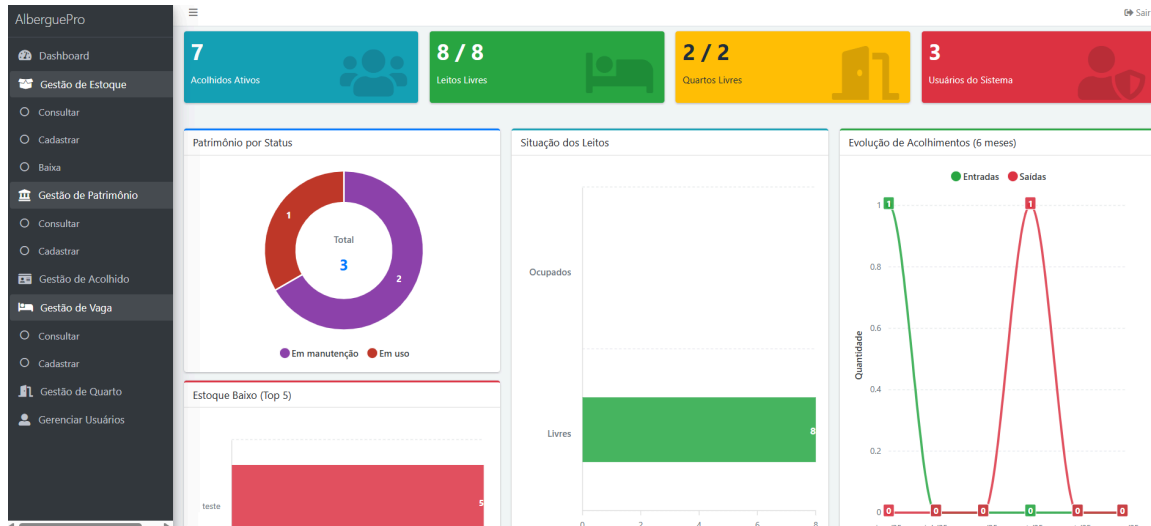 AlberguePro
Sair
Dashboard
Gestão de Estoque
Consultar
Cadastrar
Baixa
Gestão de Patrimônio
Consultar
Cadastrar
Gestão de Acolhido
Gestão de Vaga
Consultar
Cadastrar
Gestão de Quarto
Gerenciar Usuários
7
Acolhidos Ativos
8 / 8
Leitos Livres
2 / 2
Quartos Livres
3
Usuários do Sistema
Patrimônio por Status
1
Total
3
2
Em manutenção Em uso
Estoque Baixo (Top 5)
teste
5
Situação dos Leitos
Ocupados
Livres
8
0 2 4 6 8
Evolução de Acolhimentos (6 meses)
Entradas Saídas
Quantidade
1
0.8
0.6
0.4
0.2
0
1 1
0 0 0 0 0 0